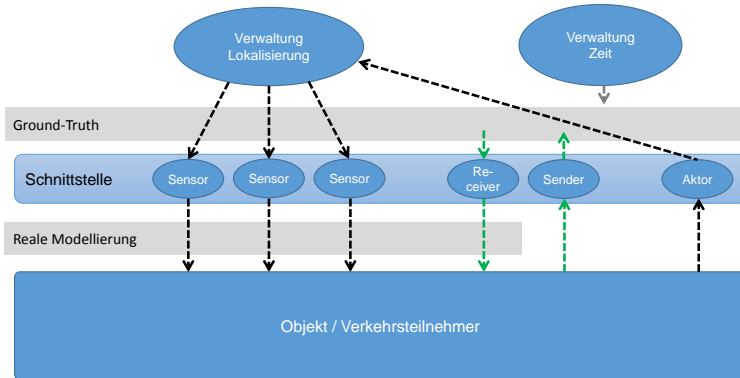 Verwaltung
Lokalisierung
Verwaltung
Zeit
Ground-Truth
Schnittstelle
Sensor
Sensor
Sensor
Re-
ceiver
Sender
Aktor
Reale Modellierung
Objekt / Verkehrsteilnehmer